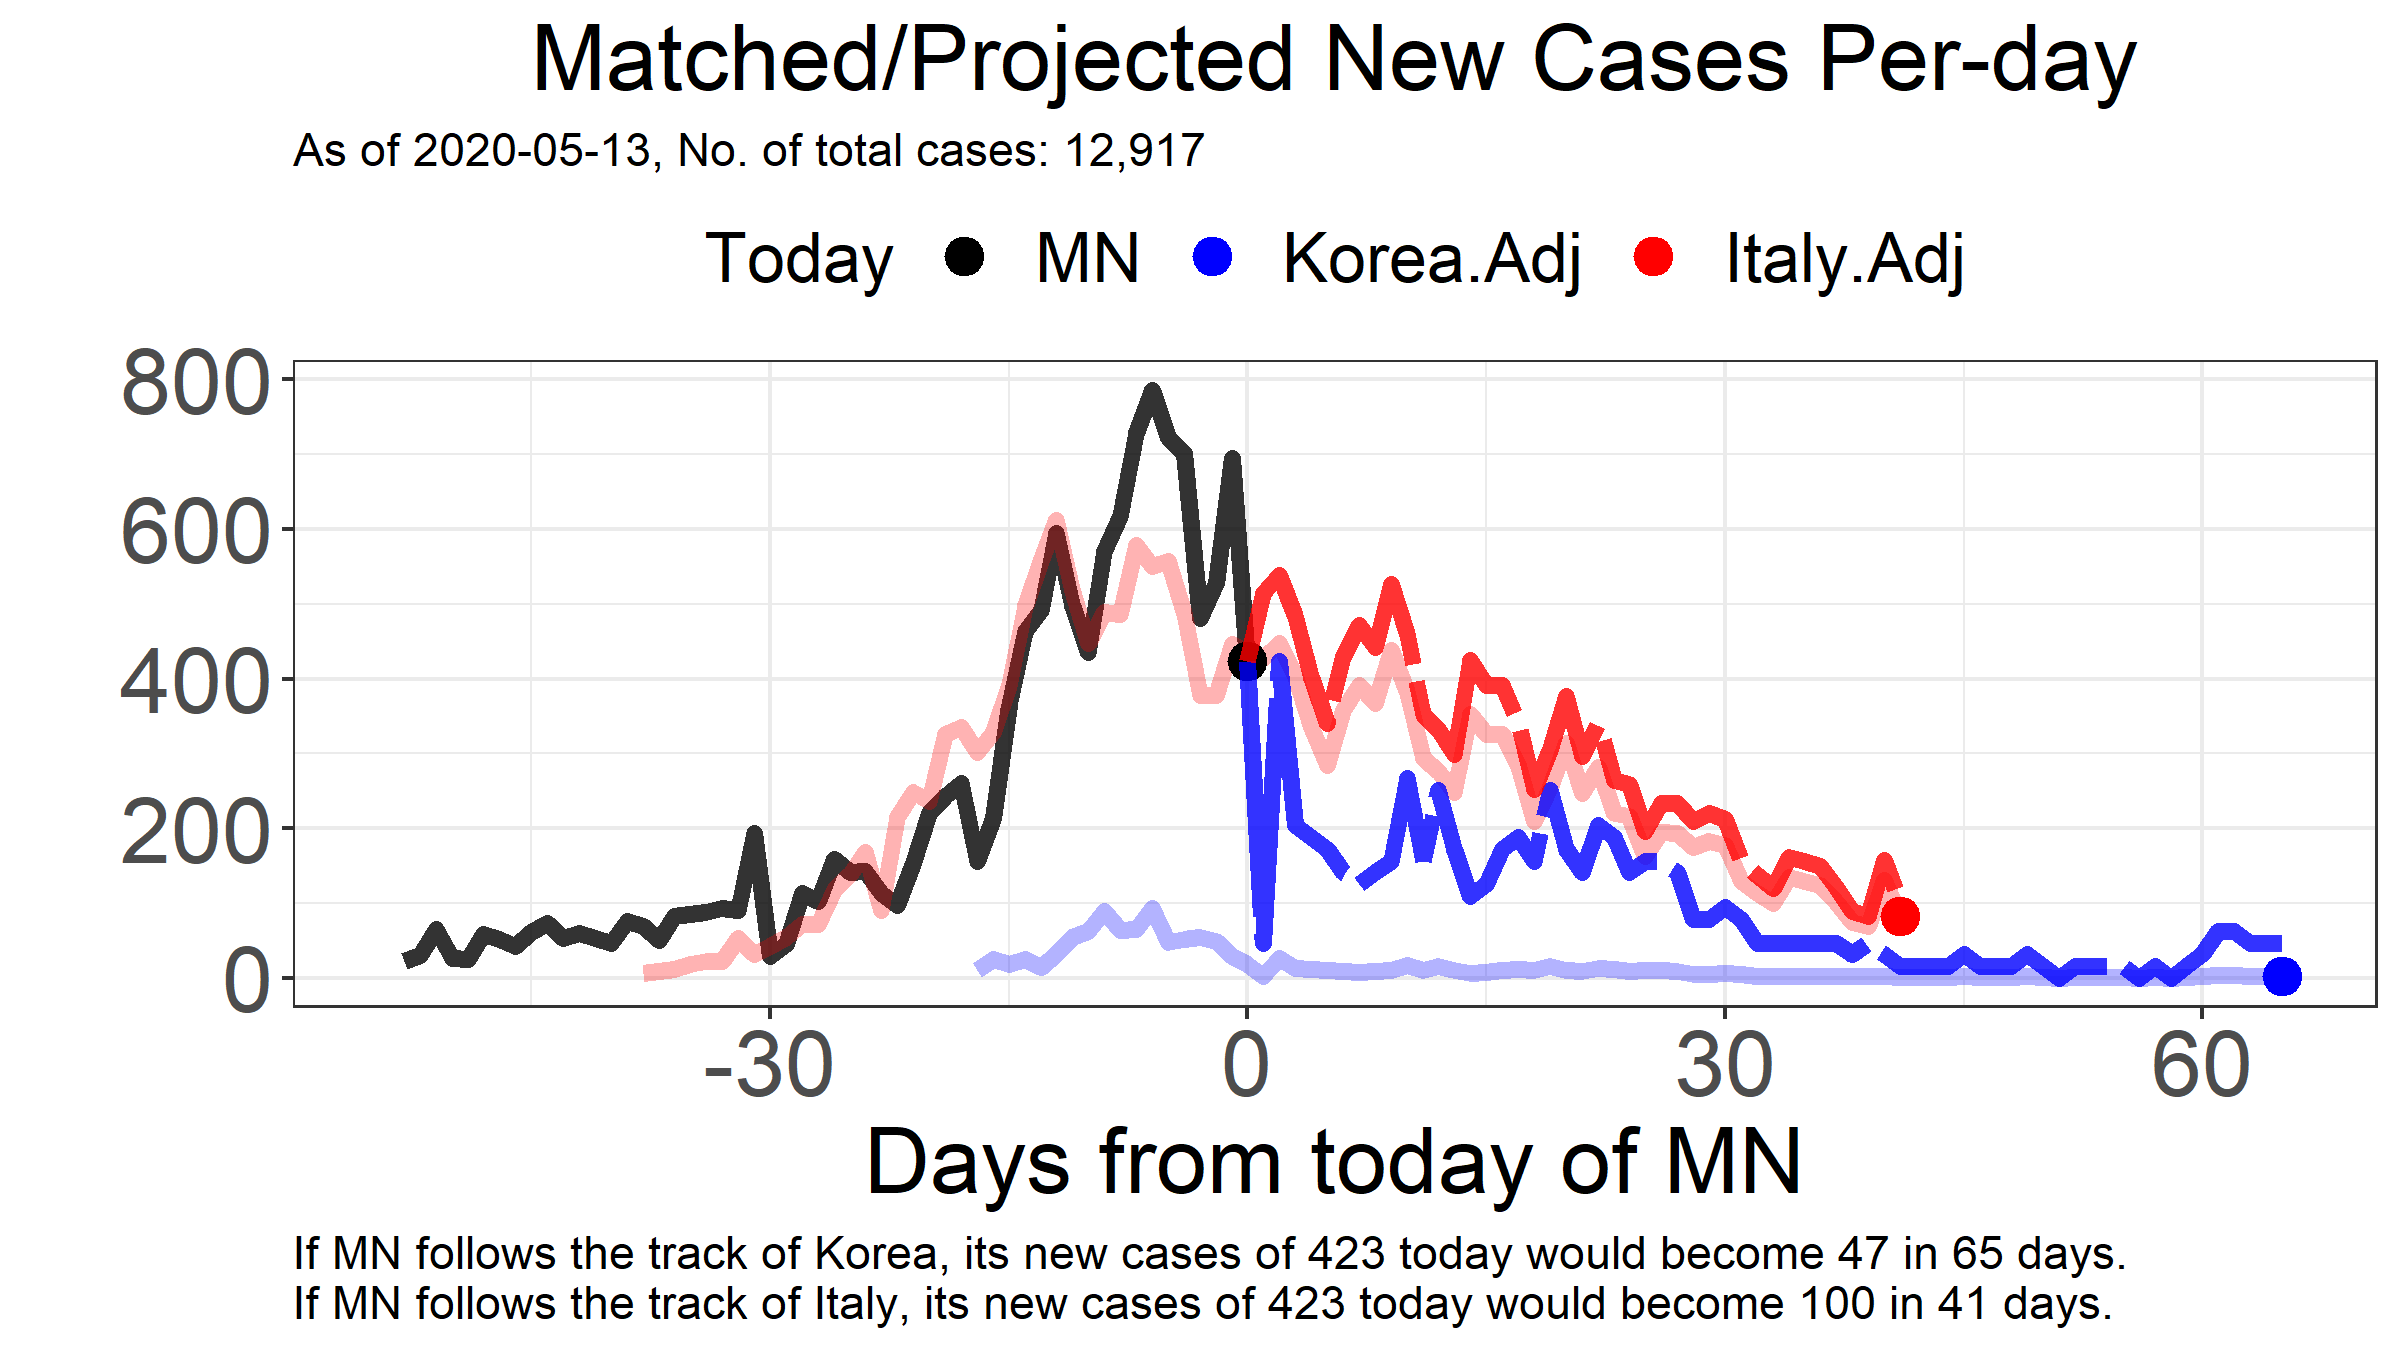 Matched/Projected New Cases Per-day
As of 2020-05-13, No. of total cases: 12,917
Today MN Korea.Adj Italy.Adj
800
600
400
200
0
-30 0 30 60
Days from today of MN
If MN follows the track of Korea, its new cases of 423 today would become 47 in 65 days.
If MN follows the track of Italy, its new cases of 423 today would become 100 in 41 days.